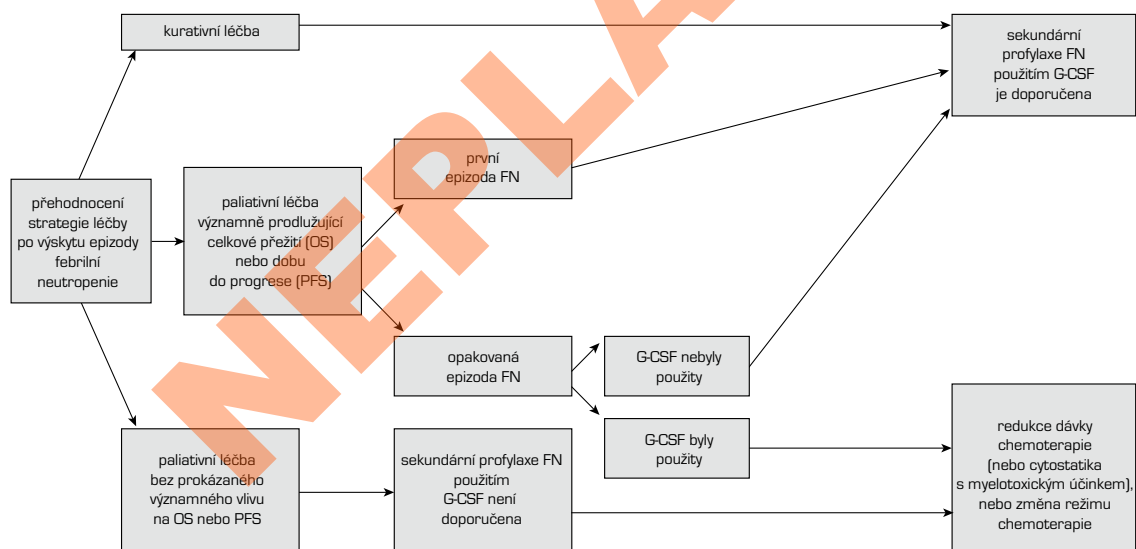 kurativní léčba
sekundární
profylaxe FN
použitím G-CSF
je doporučena
první
epizoda FN
přehodnocení
strategie léčby
po výskytu epizody
febrilní
neutropenie
paliativní léčba
významně prodlužující
celkové přežití (OS)
nebo dobu
do progrese (PFS)
opakovaná
epizoda FN
G-CSF nebyly
použity
G-CSF byly
použity
paliativní léčba
bez prokázaného
významného vlivu
na OS nebo PFS
sekundární profylaxe FN
použitím
G-CSF není
doporučena
redukce dávky
chemoterapie
(nebo cytostatika
s myelotoxickým účinkem),
nebo změna režimu
chemoterapie
NEPLA